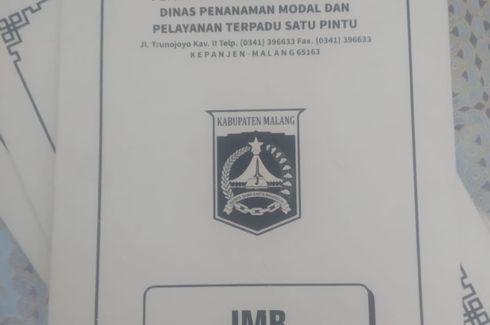 DINAS PENANAMAN MODAL DAN
PELAYANAN TERPADU SATU PINTU
Jl. Trunojoyo Kav. II Telp. (0341) 396633 Fax. (0341) 396633
KEPANJEN - MALANG 65163
KABUPATEN MALANG
IMB